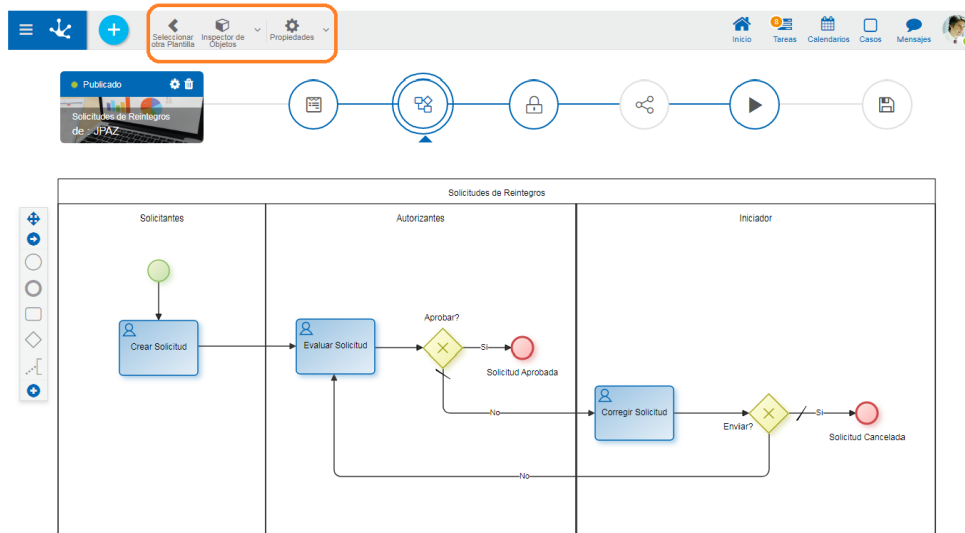 Seleccionar
otra Plantilla
Inspector de
Objetos
Propiedades
Inicio
8
Tareas
Calendarios
Casos
Mensajes
Publicado
Solicitudes de Reintegros
de : JPAZ
Solicitudes de Reintegros
Solicitantes
Autorizantes
Iniciador
Crear Solicitud
Evaluar Solicitud
Aprobar?
Si
Solicitud Aprobada
No
Corregir Solicitud
Enviar?
Si
Solicitud Cancelada
No